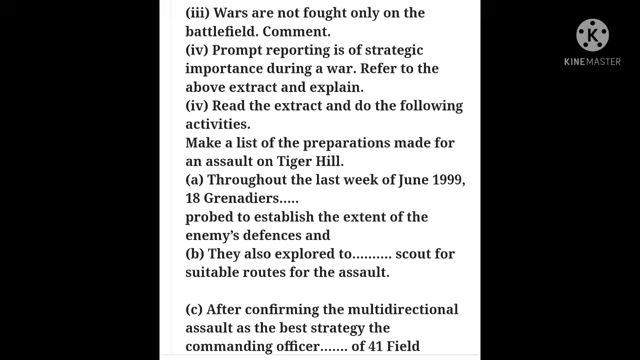 (iii) Wars are not fought only on the
battlefield. Comment.
(iv) Prompt reporting is of strategic
importance during a war. Refer to the
above extract and explain.
(iv) Read the extract and do the following
activities.
Make a list of the preparations made for
an assault on Tiger Hill.
(a) Throughout the last week of June 1999,
18 Grenadiers.....
probed to establish the extent of the
enemy's defences and
(b) They also explored to.......... scout for
suitable routes for the assault.
(c) After confirming the multidirectional
assault as the best strategy the
commanding officer....... of 41 Field
K
KINEMASTER